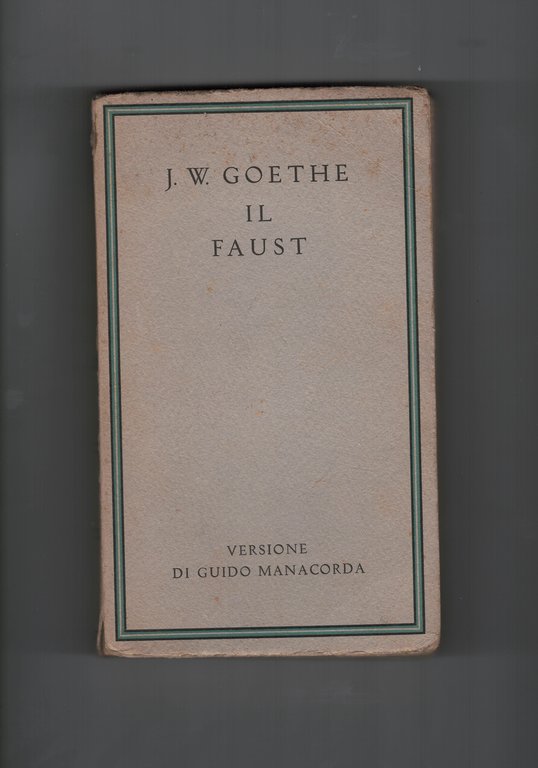 J. W. GOETHE
IL
FAUST
VERSIONE
DI GUIDO MANACORDA